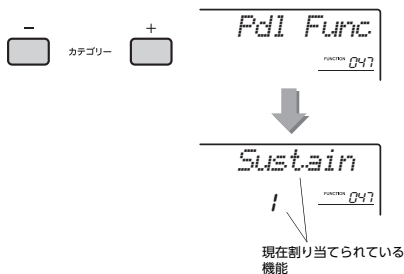 − カテゴリー +
Pdl Func
FUNCTION 047
Sustain
1 FUNCTION 047
現在割り当てられている
機能